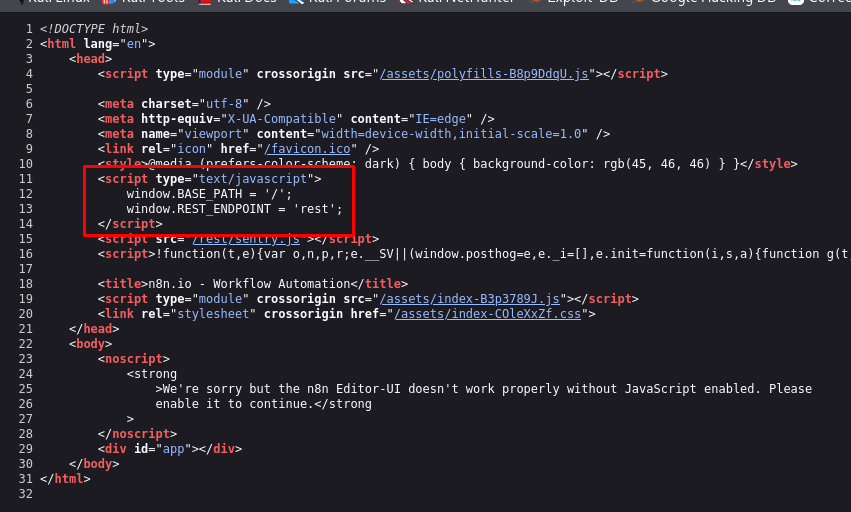 Kali Linux Kali Tools Kali Docs Kali Forums Kali NetHunter Exploit-DB Google Hacking DB
1 <!DOCTYPE html>
2 <html lang="en">
3 <head>
4 <script type="module" crossorigin src="/assets/polyfills-B8p9DdqU.js"></script>
5
6 <meta charset="utf-8" />
7 <meta http-equiv="X-UA-Compatible" content="IE=edge" />
8 <meta name="viewport" content="width=device-width,initial-scale=1.0" />
9 <link rel="icon" href="/favicon.ico" />
10 <style>@media (prefers-color-scheme: dark) { body { background-color: rgb(45, 46, 46) } }</style>
11 <script type="text/javascript">
12 window.BASE_PATH = '/';
13 window.REST_ENDPOINT = 'rest';
14 </script>
15 <script src="/rest/sentry.js"></script>
16 <script>!function(t,e){var o,n,p,r;e.__SV||(window.posthog=e,e._i=[],e.init=function(i,s,a){function g(t,
17
18 <title>n8n.io - Workflow Automation</title>
19 <script type="module" crossorigin src="/assets/index-B3p3789J.js"></script>
20 <link rel="stylesheet" crossorigin href="/assets/index-COleXxZf.css">
21 </head>
22 <body>
23 <noscript>
24 <strong
25 >We're sorry but the n8n Editor-UI doesn't work properly without JavaScript enabled. Please
26 enable it to continue.</strong
27 >
28 </noscript>
29 <div id="app"></div>
30 </body>
31 </html>
32